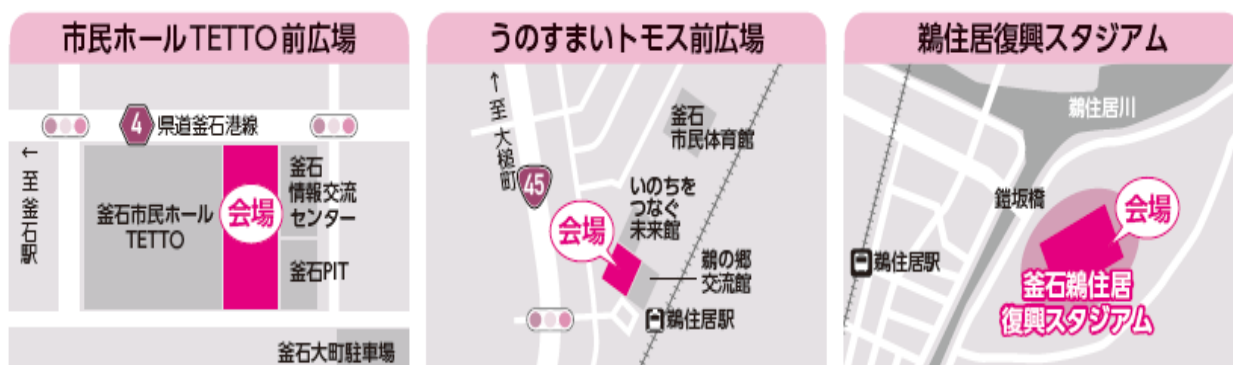 市民ホールTETTO前広場
4 県道釜石港線
← 至 釜石駅
釜石市民ホール
TETTO
会場
釜石
情報交流
センター
釜石PIT
釜石大町駐車場
うのすまいトモス前広場
← 至 大槌町
45
釜石
市民体育館
いのちを
つなぐ
未来館
会場
鵜の郷
交流館
鵜住居駅
鵜住居復興スタジアム
鵜住居川
鎧坂橋
会場
鵜住居駅
釜石鵜住居
復興スタジアム